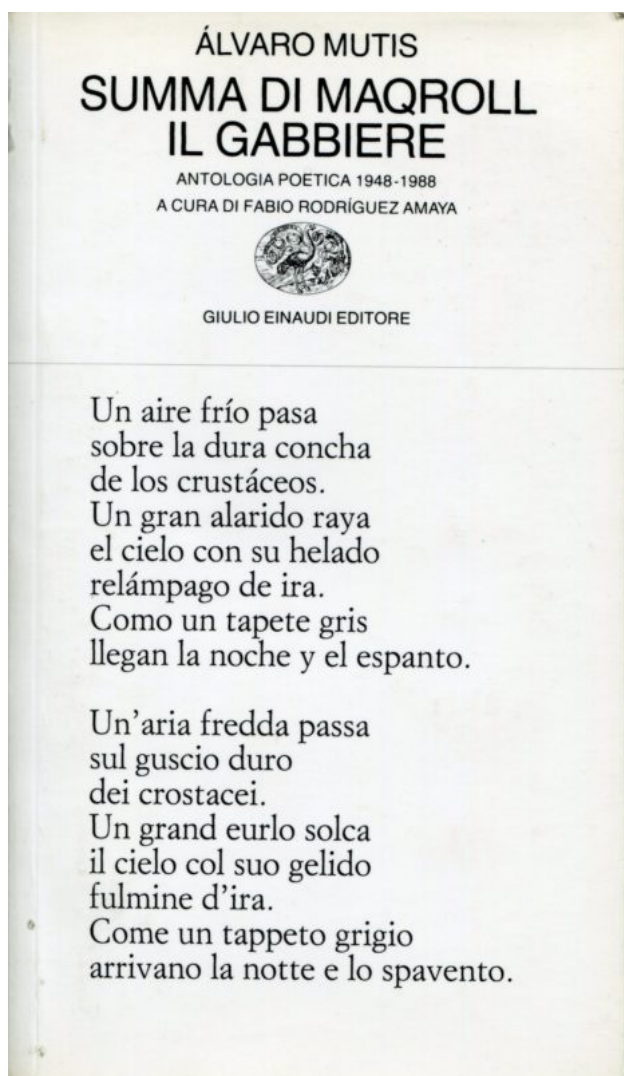 ÁLVARO MUTIS
SUMMA DI MAQROLL
IL GABBIERE
ANTOLOGIA POETICA 1948-1988
A CURA DI FABIO RODRÍGUEZ AMAYA
GIULIO EINAUDI EDITORE
Un aire frío pasa
sobre la dura concha
de los crustáceos.
Un gran alarido raya
el cielo con su helado
relámpago de ira.
Como un tapete gris
llegan la noche y el espanto.
Un'aria fredda passa
sul guscio duro
dei crostacei.
Un grand eurlo solca
il cielo col suo gelido
fulmine d'ira.
Come un tappeto grigio
arrivano la notte e lo spavento.